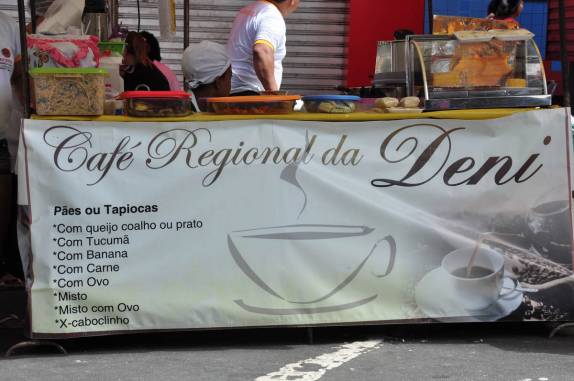 Café Regional da Deni
Pães ou Tapiocas
*Com queijo coalho ou prato
*Com Tucumã
*Com Banana
*Com Carne
*Com Ovo
*Misto
*Misto com Ovo
*X-caboclinho